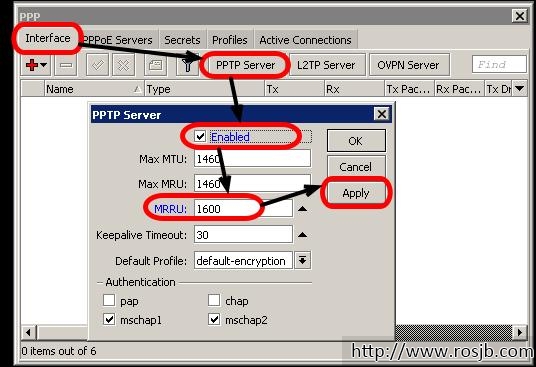 PPP
Interface PPPoE Servers Secrets Profiles Active Connections
PPTP Server L2TP Server OVPN Server Find
Name Type Tx Rx Tx Pac... Rx Pac... Tx Dr
PPTP Server
Enabled
OK
Max MTU: 1460
Cancel
Max MRU: 1460
Apply
MRRU: 1600
Keepalive Timeout: 30
Default Profile: default-encryption
Authentication
pap chap
mschap1 mschap2
0 items out of 6
http://www.rosjb.com